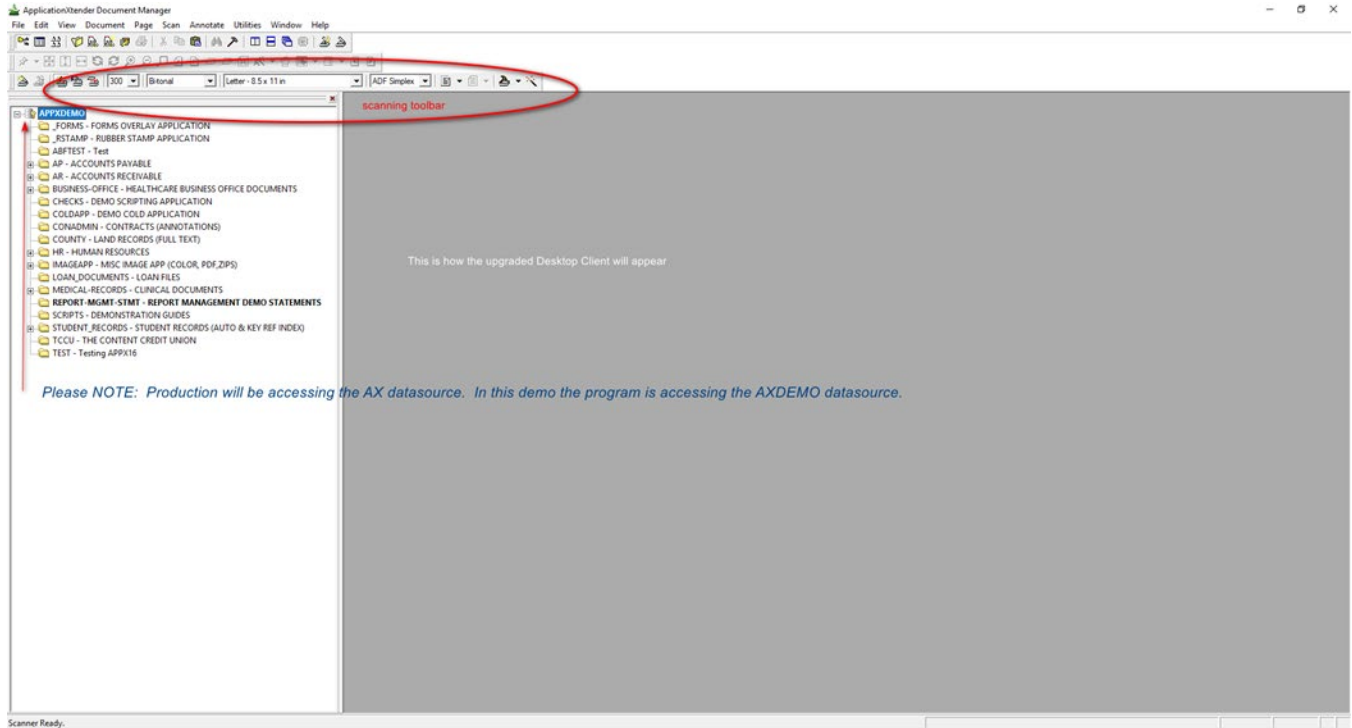 ApplicationXtender Document Manager
File Edit View Document Page Scan Annotate Utilities Window Help
300 Bitonal Letter - 8.5 x 11 in ADF Simplex
scanning toolbar
APPXDEMO
_FORMS - FORMS OVERLAY APPLICATION
_RSTAMP - RUBBER STAMP APPLICATION
ABFTEST - Test
AP - ACCOUNTS PAYABLE
AR - ACCOUNTS RECEIVABLE
BUSINESS-OFFICE - HEALTHCARE BUSINESS OFFICE DOCUMENTS
CHECKS - DEMO SCRIPTING APPLICATION
COLDAPP - DEMO COLD APPLICATION
CONADMIN - CONTRACTS (ANNOTATIONS)
COUNTY - LAND RECORDS (FULL TEXT)
HR - HUMAN RESOURCES
IMAGEAPP - MISC IMAGE APP (COLOR, PDF,ZIPS)
LOAN_DOCUMENTS - LOAN FILES
MEDICAL-RECORDS - CLINICAL DOCUMENTS
REPORT-MGMT-STMT - REPORT MANAGEMENT DEMO STATEMENTS
SCRIPTS - DEMONSTRATION GUIDES
STUDENT_RECORDS - STUDENT RECORDS (AUTO & KEY REF INDEX)
TCCU - THE CONTENT CREDIT UNION
TEST - Testing APPX16
This is how the upgraded Desktop Client will appear
Please NOTE: Production will be accessing the AX datasource. In this demo the program is accessing the AXDEMO datasource.
Scanner Ready.